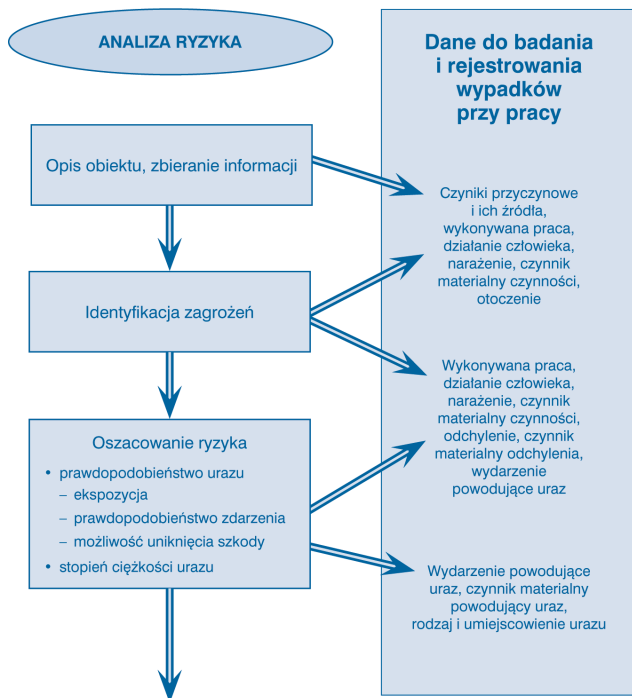 ANALIZA RYZYKA
Opis obiektu, zbieranie informacji
Identyfikacja zagrożeń
Oszacowanie ryzyka
• prawdopodobieństwo urazu
– ekspozycja
– prawdopodobieństwo zdarzenia
– możliwość uniknięcia szkody
• stopień ciężkości urazu
Dane do badania
i rejestrowania
wypadków
przy pracy
Czyniki przyczynowe
i ich źródła,
wykonywana praca,
działanie człowieka,
narażenie, czynnik
materialny czynności,
otoczenie
Wykonywana praca,
działanie człowieka,
narażenie, czynnik
materialny czynności,
odchylenie, czynnik
materialny odchylenia,
wydarzenie
powodujące uraz
Wydarzenie powodujące
uraz, czynnik materialny
powodujący uraz,
rodzaj i umiejscowienie urazu